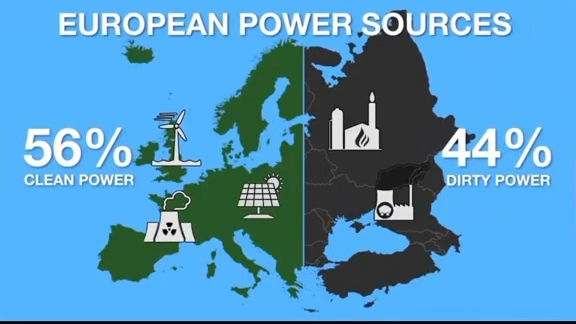 EUROPEAN POWER SOURCES
56%
CLEAN POWER
44%
DIRTY POWER